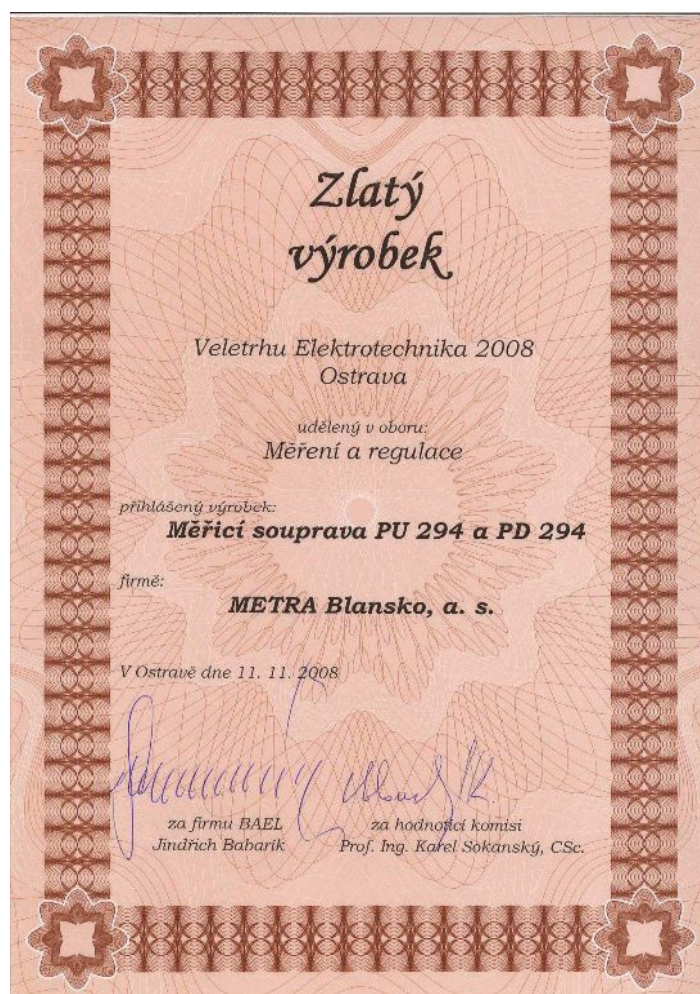 Zlatý
výrobek
Veletrhu Elektrotechnika 2008
Ostrava
udělený v oboru:
Měření a regulace
přihlášený výrobek:
Měřicí souprava PU 294 a PD 294
firmě:
METRA Blansko, a. s.
V Ostravě dne 11. 11. 2008
za firmu BAEL
Jindřich Babarík
za hodnotící komisi
Prof. Ing. Karel Sokanský, CSc.